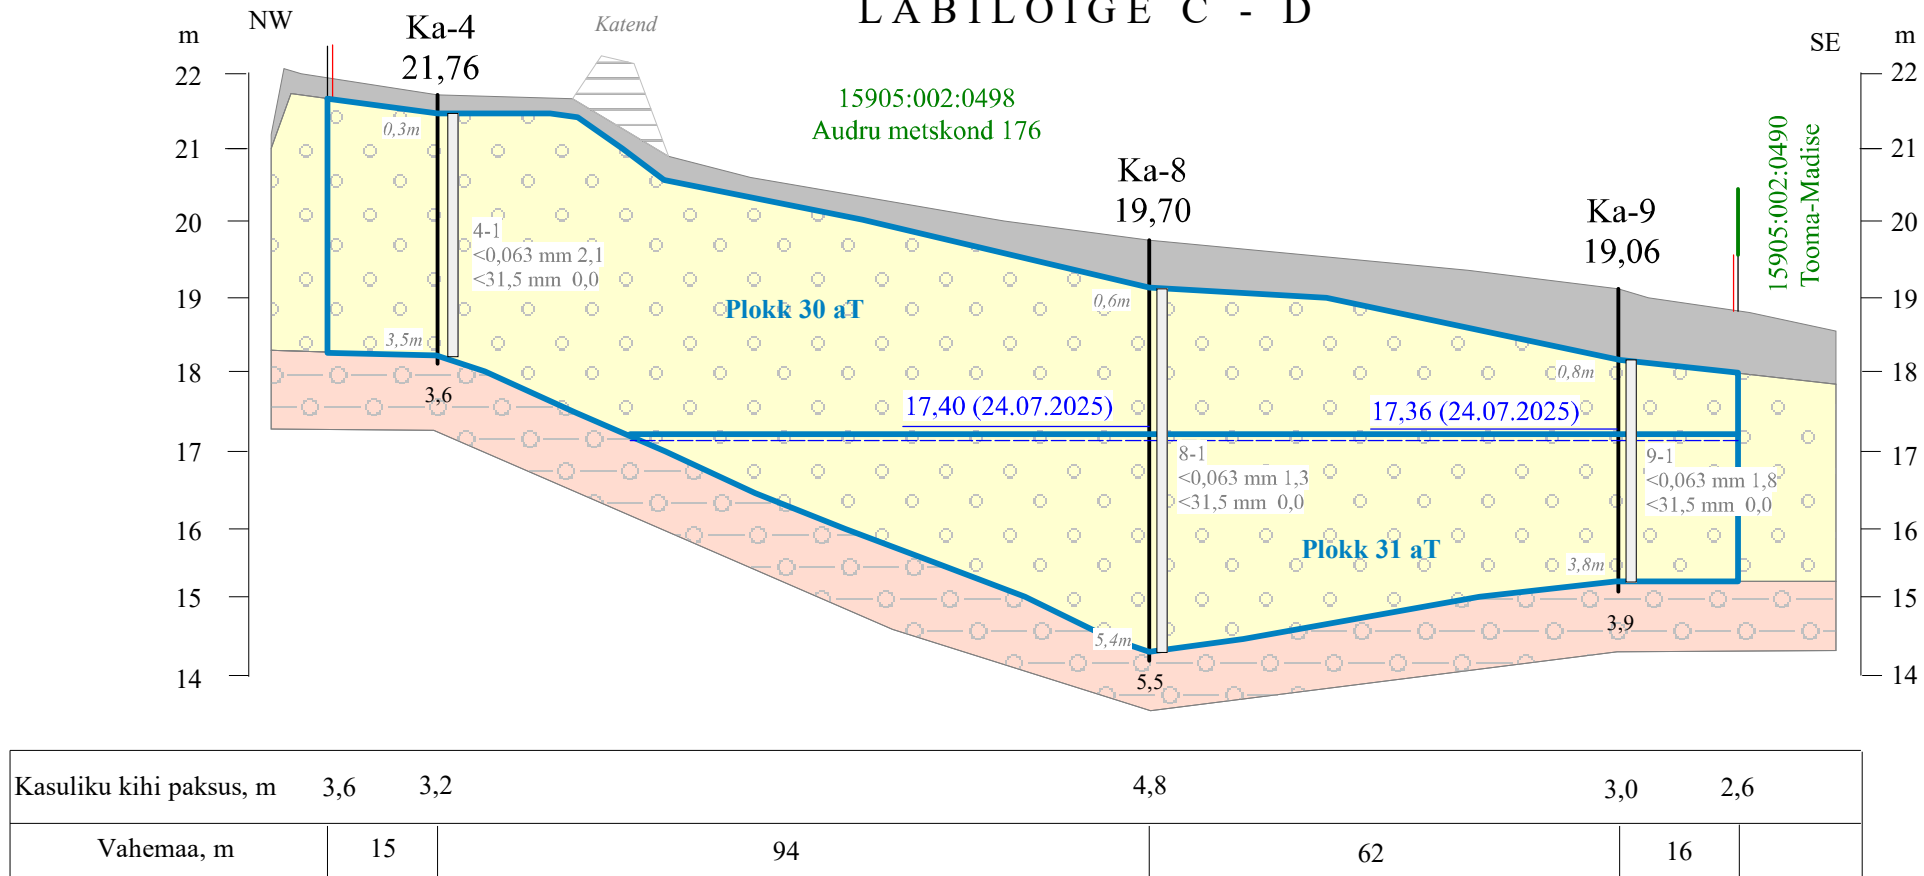 LÄBILÕIGE C - D
NW
SE
m
m
Ka-4
21,76
Katend
15905:002:0498
Audru metskond 176
Ka-8
19,70
Ka-9
19,06
15905:002:0490
Tooma-Madise
22
21
20
19
18
17
16
15
14
22
21
20
19
18
17
16
15
14
0,3m
4-1
<0,063 mm 2,1
<31,5 mm 0,0
3,5m
3,6
Plokk 30 aT
0,6m
17,40 (24.07.2025)
8-1
<0,063 mm 1,3
<31,5 mm 0,0
5,4m
5,5
17,36 (24.07.2025)
0,8m
9-1
<0,063 mm 1,8
<31,5 mm 0,0
Plokk 31 aT
3,8m
3,9
Kasuliku kihi paksus, m 3,6 3,2 4,8 3,0 2,6
Vahemaa, m 15 94 62 16